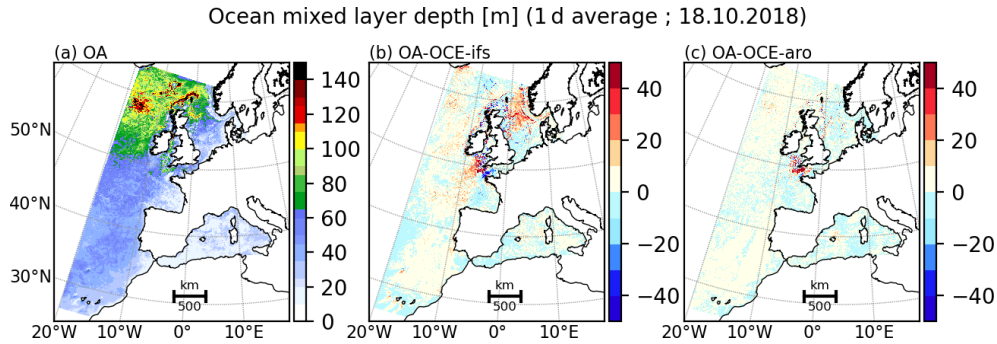 Ocean mixed layer depth [m] (1 d average ; 18.10.2018)
(a) OA
(b) OA-OCE-ifs
(c) OA-OCE-aro
50°N
40°N
30°N
20°W 10°W 0° 10°E
km
500
140
120
100
80
60
40
20
0
20°W 10°W 0° 10°E
km
500
40
20
0
−20
−40
20°W 10°W 0° 10°E
km
500
40
20
0
−20
−40